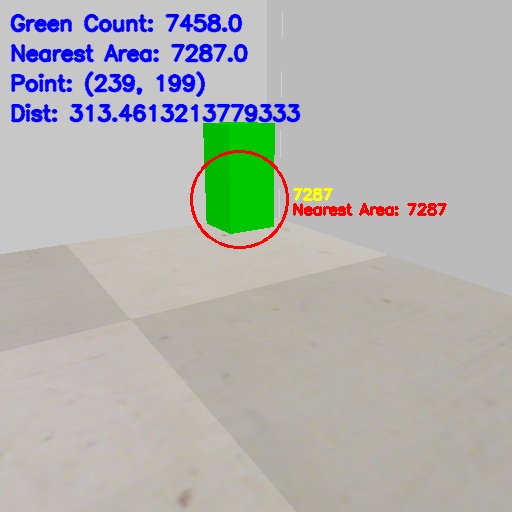 Green Count: 7458.0
Nearest Area: 7287.0
Point: (239, 199)
Dist: 313.4613213779333
7287
Nearest Area: 7287